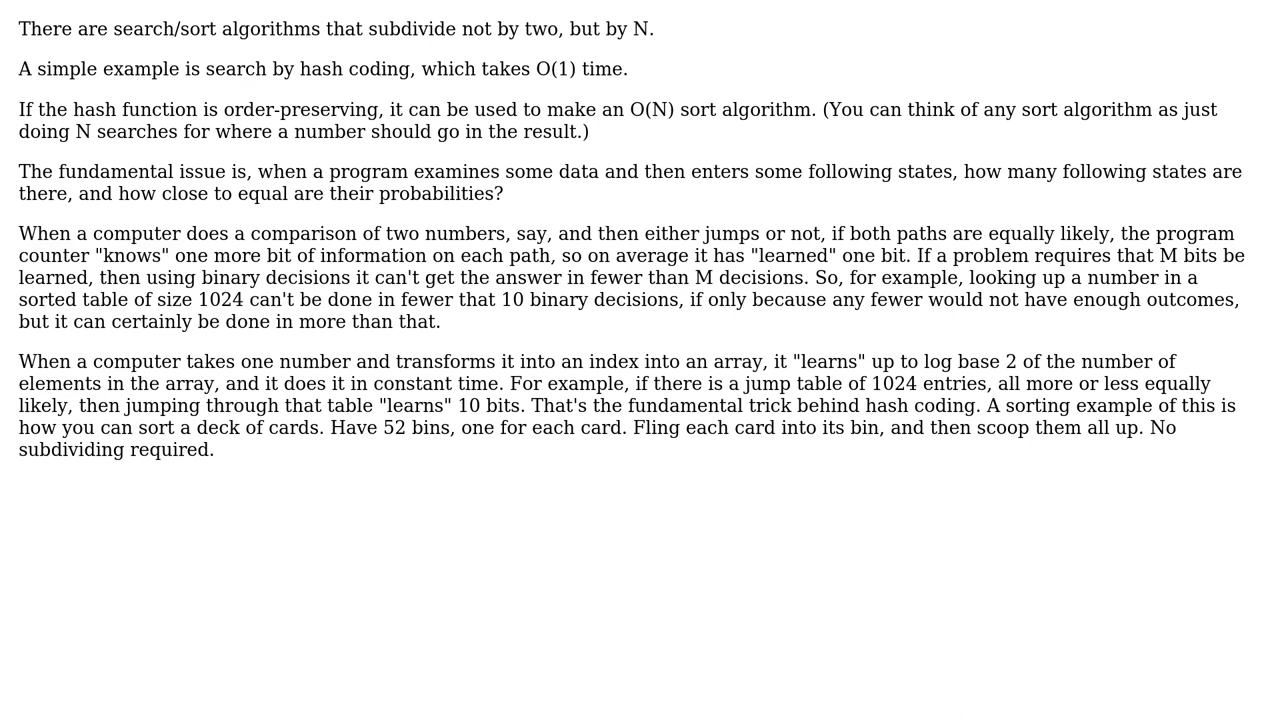 There are search/sort algorithms that subdivide not by two, but by N.
A simple example is search by hash coding, which takes O(1) time.
If the hash function is order-preserving, it can be used to make an O(N) sort algorithm. (You can think of any sort algorithm as just
doing N searches for where a number should go in the result.)
The fundamental issue is, when a program examines some data and then enters some following states, how many following states are
there, and how close to equal are their probabilities?
When a computer does a comparison of two numbers, say, and then either jumps or not, if both paths are equally likely, the program
counter "knows" one more bit of information on each path, so on average it has "learned" one bit. If a problem requires that M bits be
learned, then using binary decisions it can't get the answer in fewer than M decisions. So, for example, looking up a number in a
sorted table of size 1024 can't be done in fewer that 10 binary decisions, if only because any fewer would not have enough outcomes,
but it can certainly be done in more than that.
When a computer takes one number and transforms it into an index into an array, it "learns" up to log base 2 of the number of
elements in the array, and it does it in constant time. For example, if there is a jump table of 1024 entries, all more or less equally
likely, then jumping through that table "learns" 10 bits. That's the fundamental trick behind hash coding. A sorting example of this is
how you can sort a deck of cards. Have 52 bins, one for each card. Fling each card into its bin, and then scoop them all up. No
subdividing required.